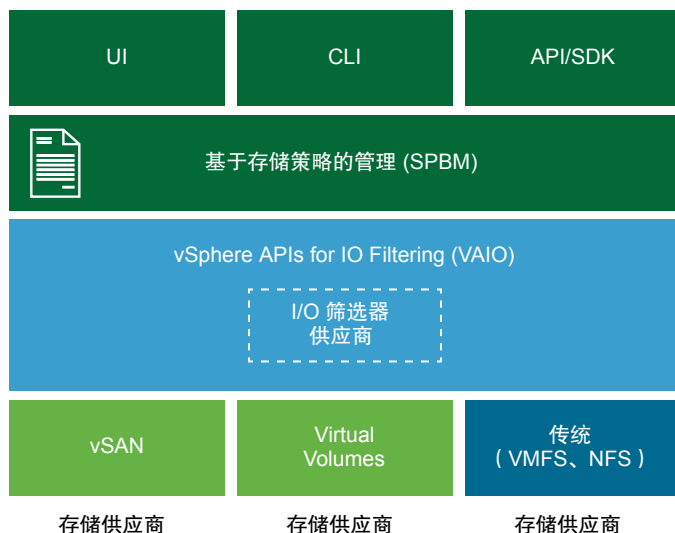 UI
CLI
API/SDK
基于存储策略的管理 (SPBM)
vSphere APIs for IO Filtering (VAIO)
I/O 筛选器
供应商
vSAN
Virtual
Volumes
传统
（VMFS、NFS）
存储供应商
存储供应商
存储供应商